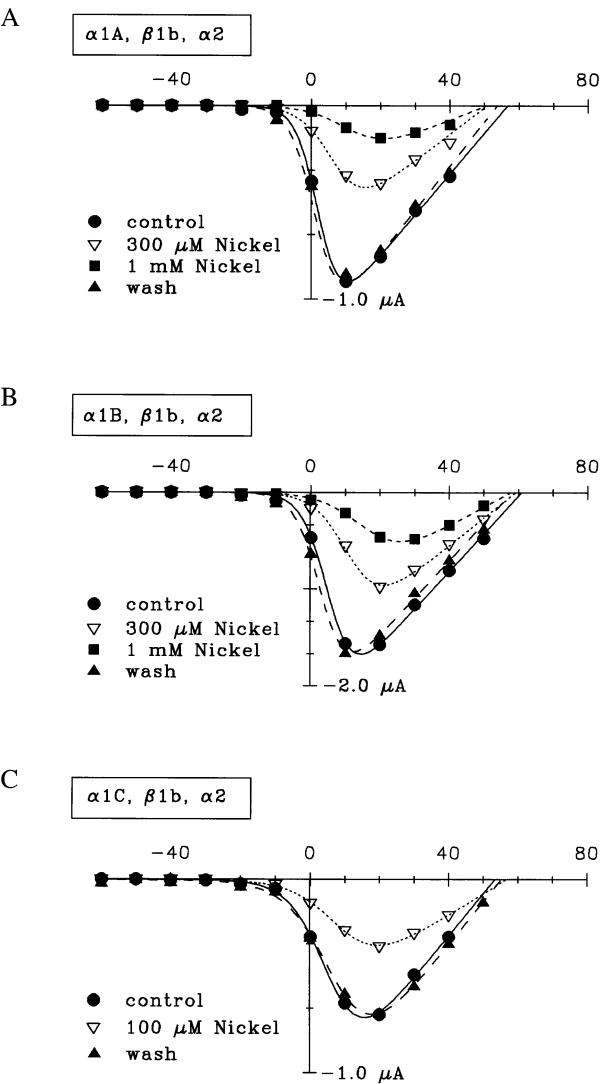 A
α1A, β1b, α2
−40 0 40 80
control
300 μM Nickel
1 mM Nickel
wash
−1.0 μA
B
α1B, β1b, α2
−40 0 40 80
control
300 μM Nickel
1 mM Nickel
wash
−2.0 μA
C
α1C, β1b, α2
−40 0 40 80
control
100 μM Nickel
wash
−1.0 μA